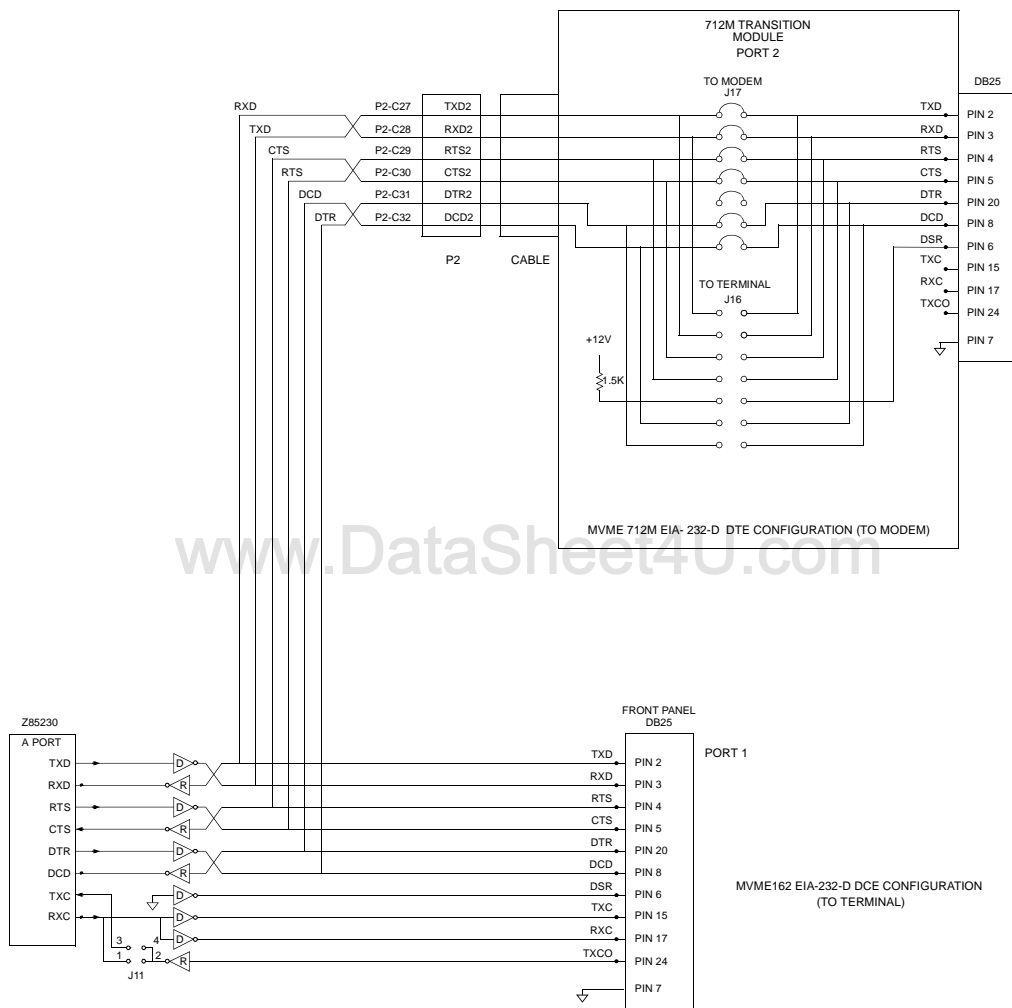 712M TRANSITION
MODULE
PORT 2
TO MODEM
J17
DB25
RXD
TXD
CTS
RTS
DCD
DTR
P2-C27
P2-C28
P2-C29
P2-C30
P2-C31
P2-C32
TXD2
RXD2
RTS2
CTS2
DTR2
DCD2
P2
CABLE
TXD PIN 2
RXD PIN 3
RTS PIN 4
CTS PIN 5
DTR PIN 20
DCD PIN 8
DSR PIN 6
TXC PIN 15
RXC PIN 17
TXCO PIN 24
PIN 7
TO TERMINAL
J16
+12V
1.5K
MVME 712M EIA- 232-D DTE CONFIGURATION (TO MODEM)
www.DataSheet4U.com
Z85230
A PORT
TXD
RXD
RTS
CTS
DTR
DCD
TXC
RXC
D
R
D
R
D
R
D
D
D
R
3
4
1
2
J11
FRONT PANEL
DB25
PORT 1
TXD PIN 2
RXD PIN 3
RTS PIN 4
CTS PIN 5
DTR PIN 20
DCD PIN 8
DSR PIN 6
TXC PIN 15
RXC PIN 17
TXCO PIN 24
PIN 7
MVME162 EIA-232-D DCE CONFIGURATION
(TO TERMINAL)